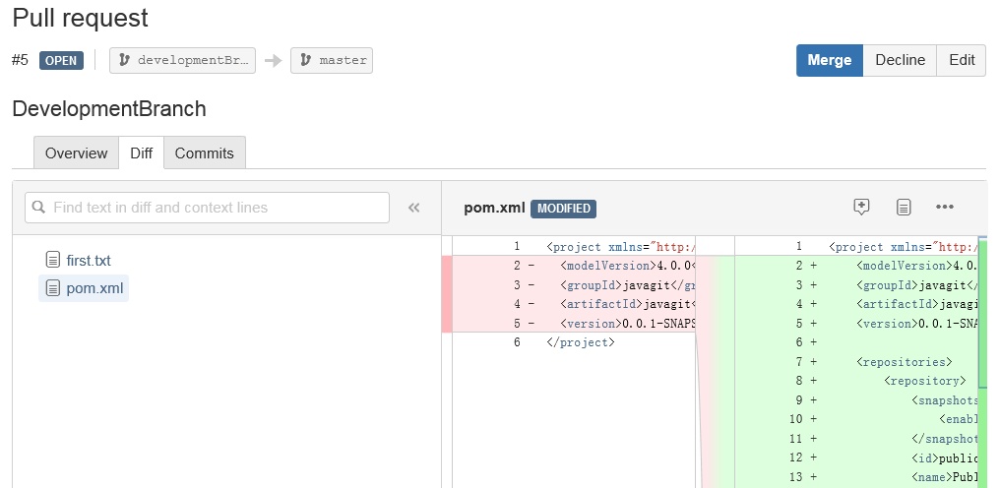 Pull request
#5 OPEN developmentBr… master Merge Decline Edit
DevelopmentBranch
Overview Diff Commits
Find text in diff and context lines
first.txt
pom.xml
pom.xml MODIFIED
1 <project xmlns="http:/
2 - <modelVersion>4.0.0<
3 - <groupId>javagit</gr
4 - <artifactId>javagit<
5 - <version>0.0.1-SNAPS
6 </project>
1 <project xmlns="http:/
2 + <modelVersion>4.0.
3 + <groupId>javagit</
4 + <artifactId>javagi
5 + <version>0.0.1-SNA
6 +
7 + <repositories>
8 + <repository>
9 + <snapshots
10 + <enabl
11 + </snapshot
12 + <id>public
13 + <name>Publ